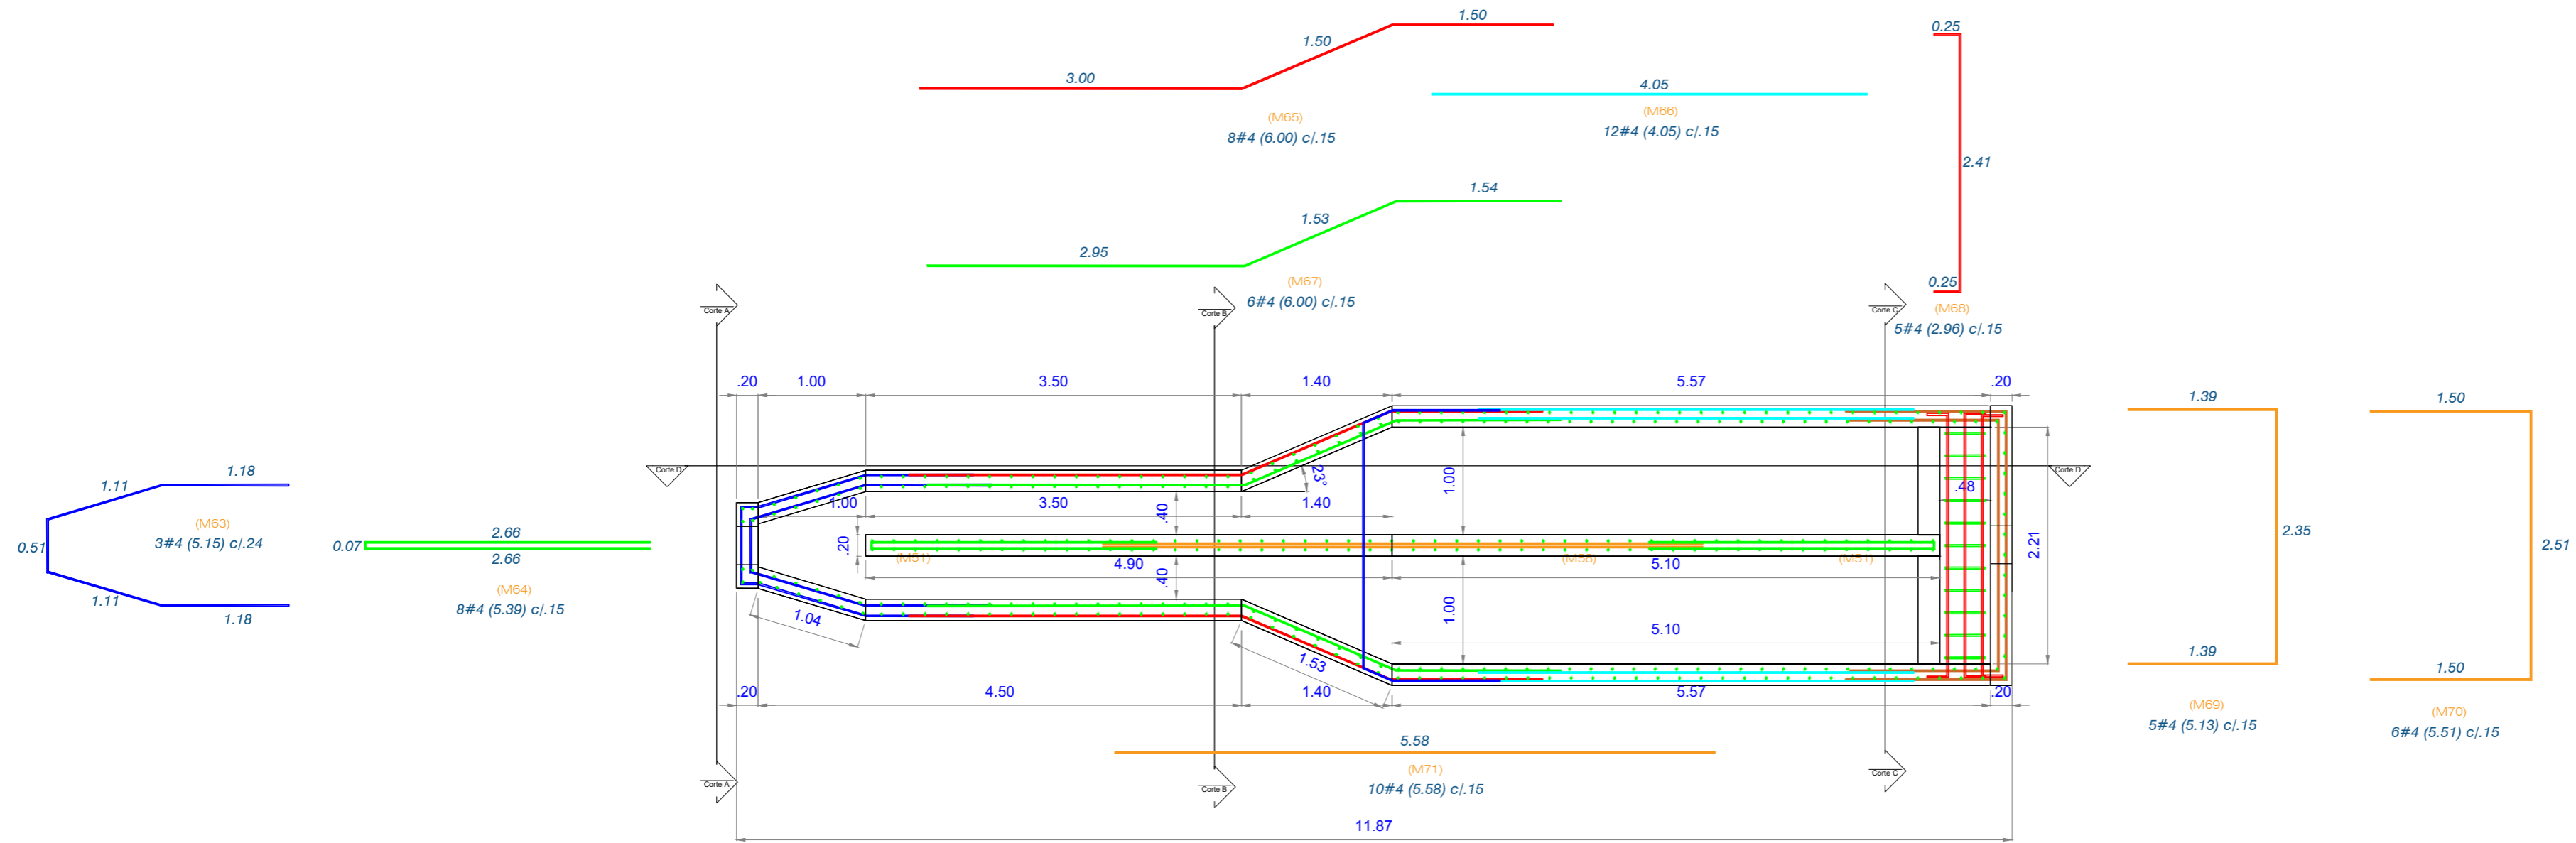 1.50
1.50
3.00
(M65)
8#4 (6.00) c/.15
4.05
(M66)
12#4 (4.05) c/.15
0.25
2.41
0.25
(M68)
5#4 (2.96) c/.15
1.54
1.53
2.95
(M67)
6#4 (6.00) c/.15
Corte A
Corte B
Corte C
.20
1.00
3.50
1.40
5.57
.20
1.18
1.11
0.51
(M63)
3#4 (5.15) c/.24
1.11
1.18
0.07
2.66
2.66
(M64)
8#4 (5.39) c/.15
Corte D
Corte D
23°
1.00
3.50
1.40
.40
1.00
.48
.20
(M51)
4.90
.40
(M58)
5.10
(M51)
2.21
1.04
1.00
5.10
1.53
.20
4.50
1.40
5.57
.20
1.39
2.35
1.39
(M69)
5#4 (5.13) c/.15
1.50
2.51
1.50
(M70)
6#4 (5.51) c/.15
5.58
(M71)
10#4 (5.58) c/.15
Corte A
Corte B
Corte C
11.87